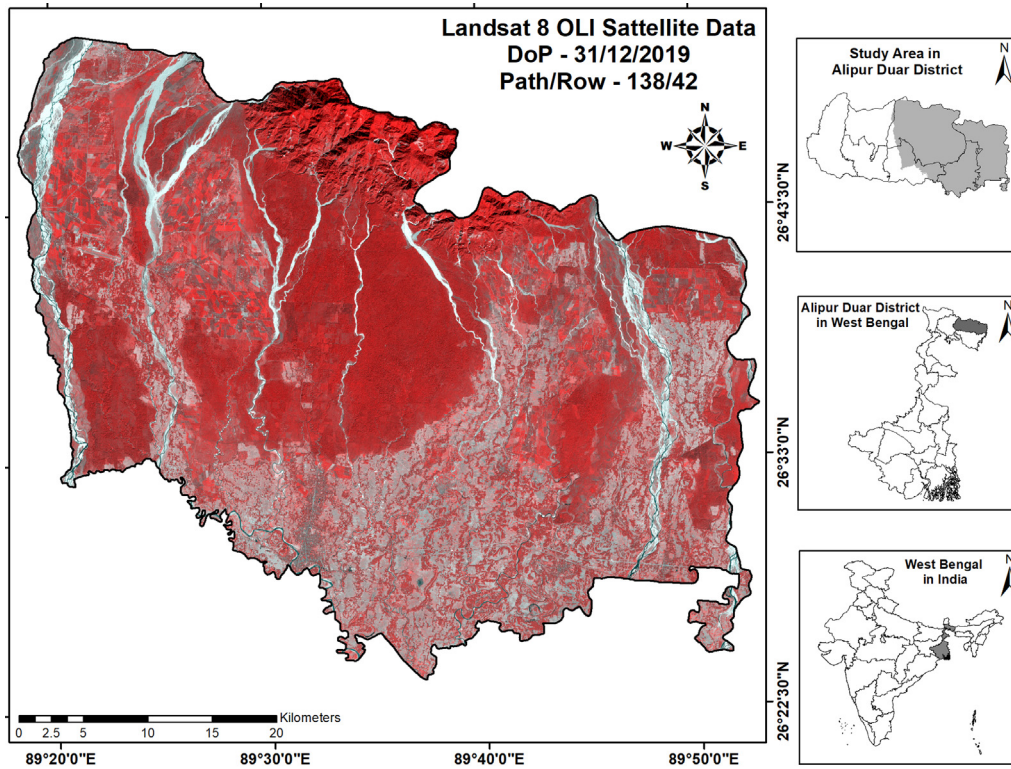 Landsat 8 OLI Sattellite Data
DoP - 31/12/2019
Path/Row - 138/42
N
W E
S
26°43'30"N
26°33'0"N
26°22'30"N
Kilometers
0 2.5 5 10 15 20
89°20'0"E 89°30'0"E 89°40'0"E 89°50'0"E
Study Area in
Alipur Duar District
N
Alipur Duar District
in West Bengal
N
West Bengal
in India
N